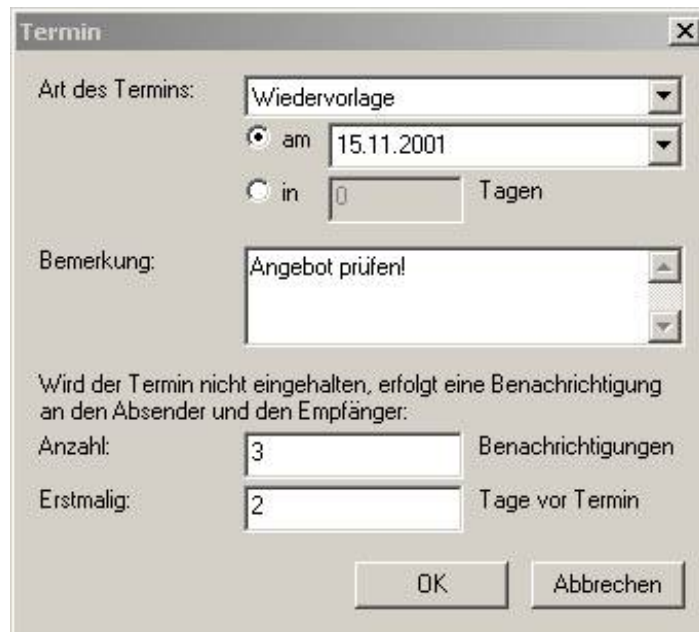 Termin
Art des Termins: Wiedervorlage
am 15.11.2001
in 0 Tagen
Bemerkung: Angebot prüfen!
Wird der Termin nicht eingehalten, erfolgt eine Benachrichtigung
an den Absender und den Empfänger:
Anzahl: 3 Benachrichtigungen
Erstmalig: 2 Tage vor Termin
OK Abbrechen